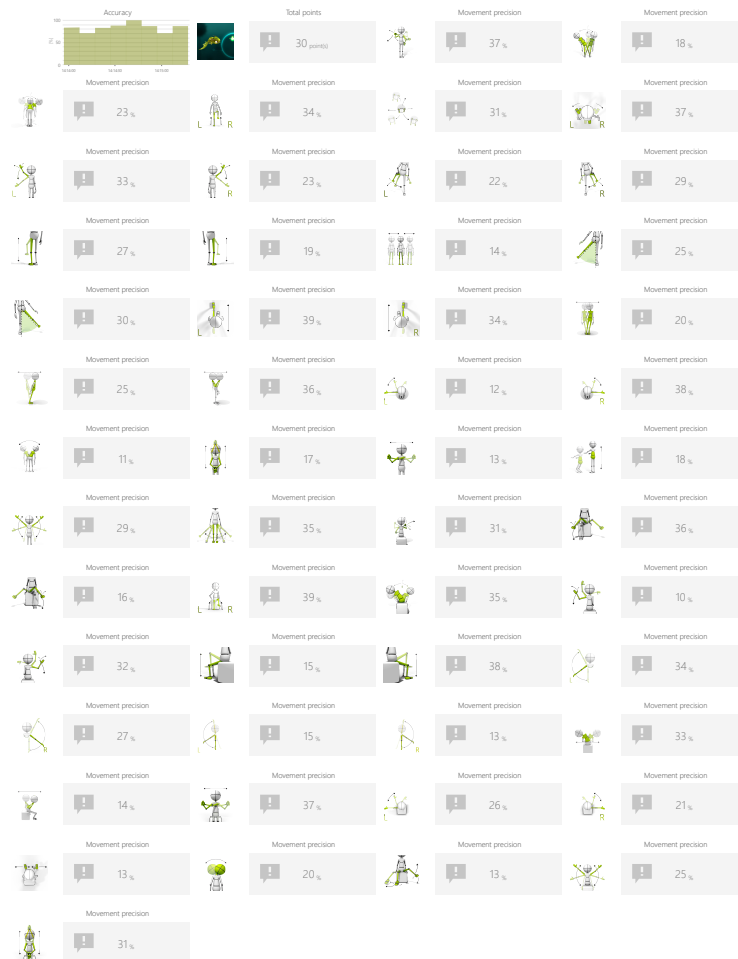 Accuracy
Total points
Movement precision
Movement precision
100
50
0
[%]
30 point(s)
37 %
18 %
Movement precision
Movement precision
Movement precision
Movement precision
23 %
L R
34 %
31 %
L R
37 %
Movement precision
Movement precision
Movement precision
Movement precision
L
33 %
R
23 %
L
22 %
R
29 %
Movement precision
Movement precision
Movement precision
Movement precision
27 %
19 %
14 %
25 %
Movement precision
Movement precision
Movement precision
Movement precision
30 %
L
39 %
R
34 %
20 %
Movement precision
Movement precision
Movement precision
Movement precision
25 %
36 %
L
12 %
R
38 %
Movement precision
Movement precision
Movement precision
Movement precision
11 %
17 %
13 %
18 %
Movement precision
Movement precision
Movement precision
Movement precision
29 %
35 %
31 %
36 %
Movement precision
Movement precision
Movement precision
Movement precision
16 %
L R
39 %
35 %
10 %
Movement precision
Movement precision
Movement precision
Movement precision
32 %
15 %
38 %
L
34 %
Movement precision
Movement precision
Movement precision
Movement precision
R
27 %
L
15 %
R
13 %
33 %
Movement precision
Movement precision
Movement precision
Movement precision
14 %
37 %
L
26 %
R
21 %
Movement precision
Movement precision
Movement precision
Movement precision
13 %
20 %
13 %
25 %
Movement precision
31 %